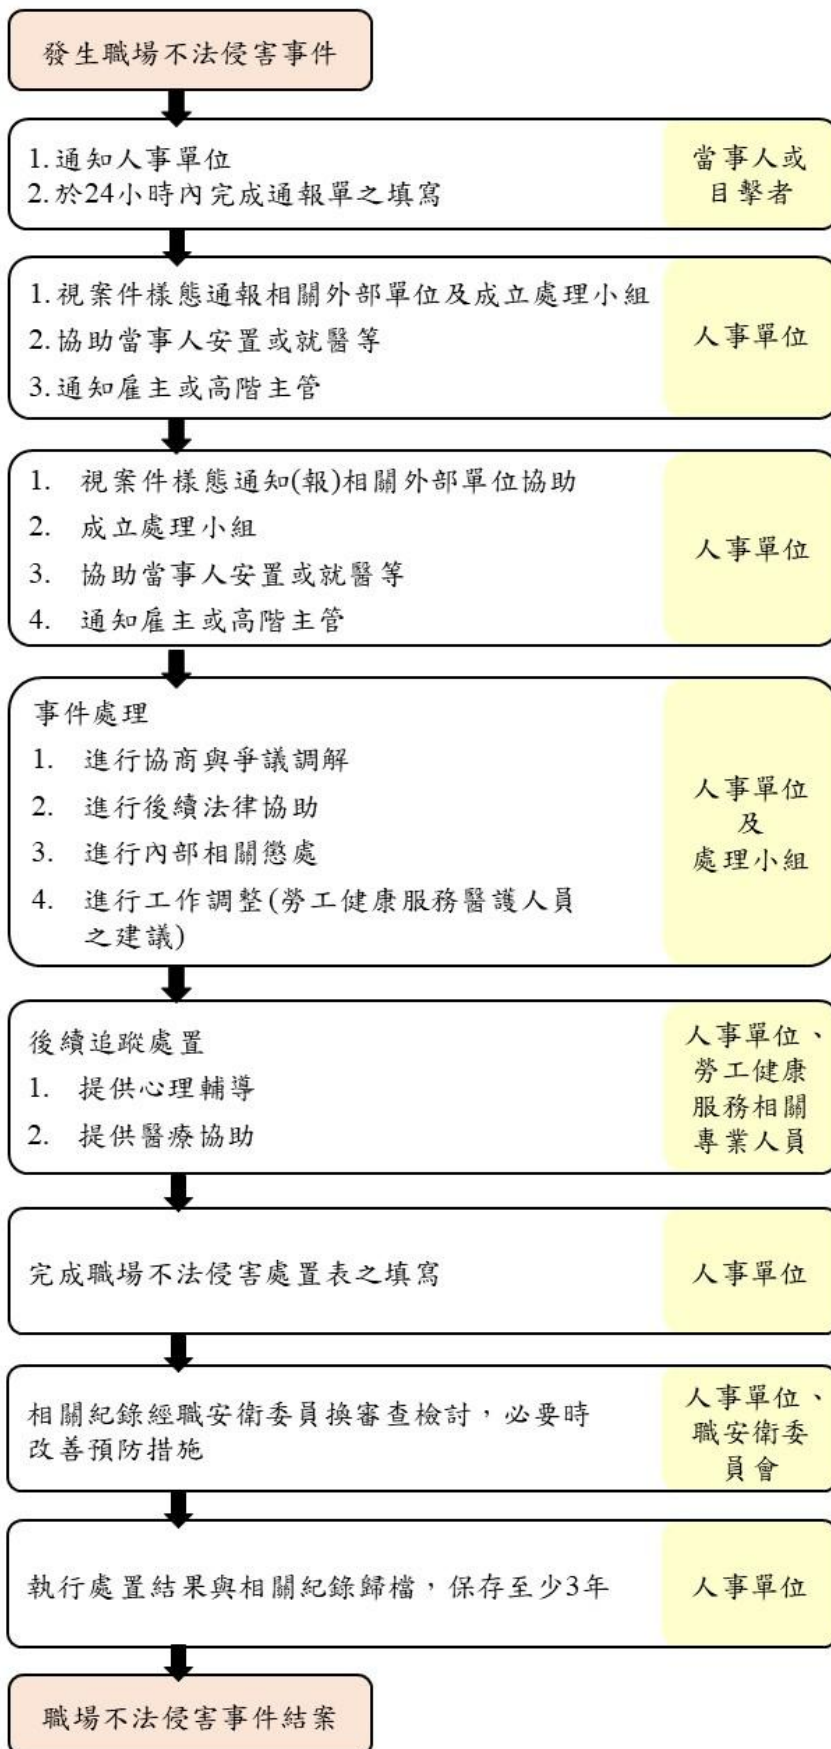 發生職場不法侵害事件
1.通知人事單位
2.於24小時內完成通報單之填寫
當事人或
目擊者
1.視案件樣態通報相關外部單位及成立處理小組
2.協助當事人安置或就醫等
3.通知雇主或高階主管
人事單位
1. 視案件樣態通知(報)相關外部單位協助
2. 成立處理小組
3. 協助當事人安置或就醫等
4. 通知雇主或高階主管
人事單位
事件處理
1. 進行協商與爭議調解
2. 進行後續法律協助
3. 進行內部相關懲處
4. 進行工作調整(勞工健康服務醫護人員
之建議)
人事單位
及
處理小組
後續追蹤處置
1. 提供心理輔導
2. 提供醫療協助
人事單位、
勞工健康
服務相關
專業人員
完成職場不法侵害處置表之填寫
人事單位
相關紀錄經職安衛委員換審查檢討，必要時
改善預防措施
人事單位、
職安衛委
員會
執行處置結果與相關紀錄歸檔，保存至少3年
人事單位
職場不法侵害事件結案